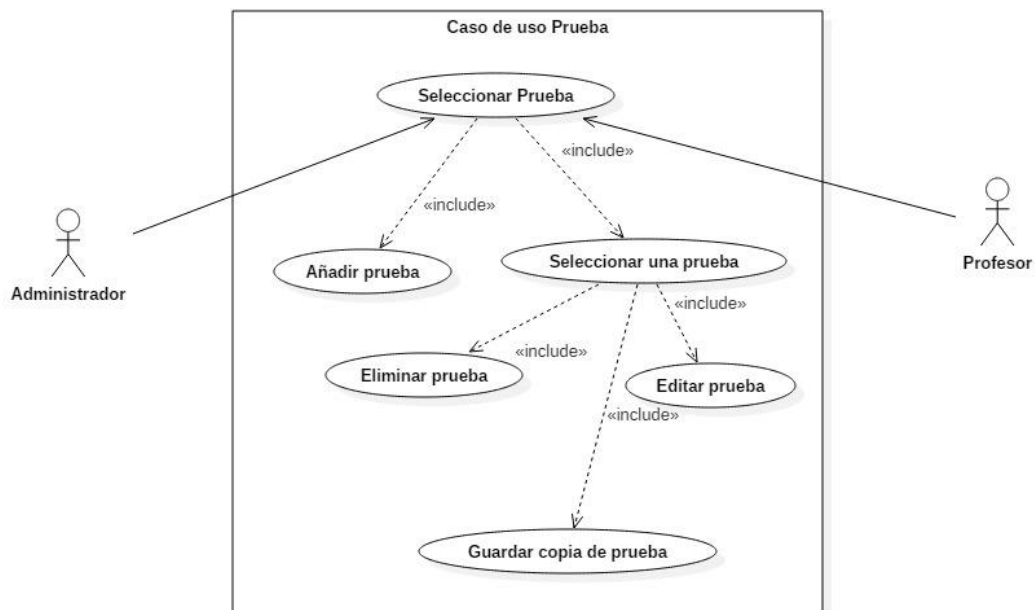 Caso de uso Prueba
Seleccionar Prueba
«include»
«include»
Administrador
Profesor
Añadir prueba
Seleccionar una prueba
«include»
«include»
Eliminar prueba
Editar prueba
«include»
Guardar copia de prueba